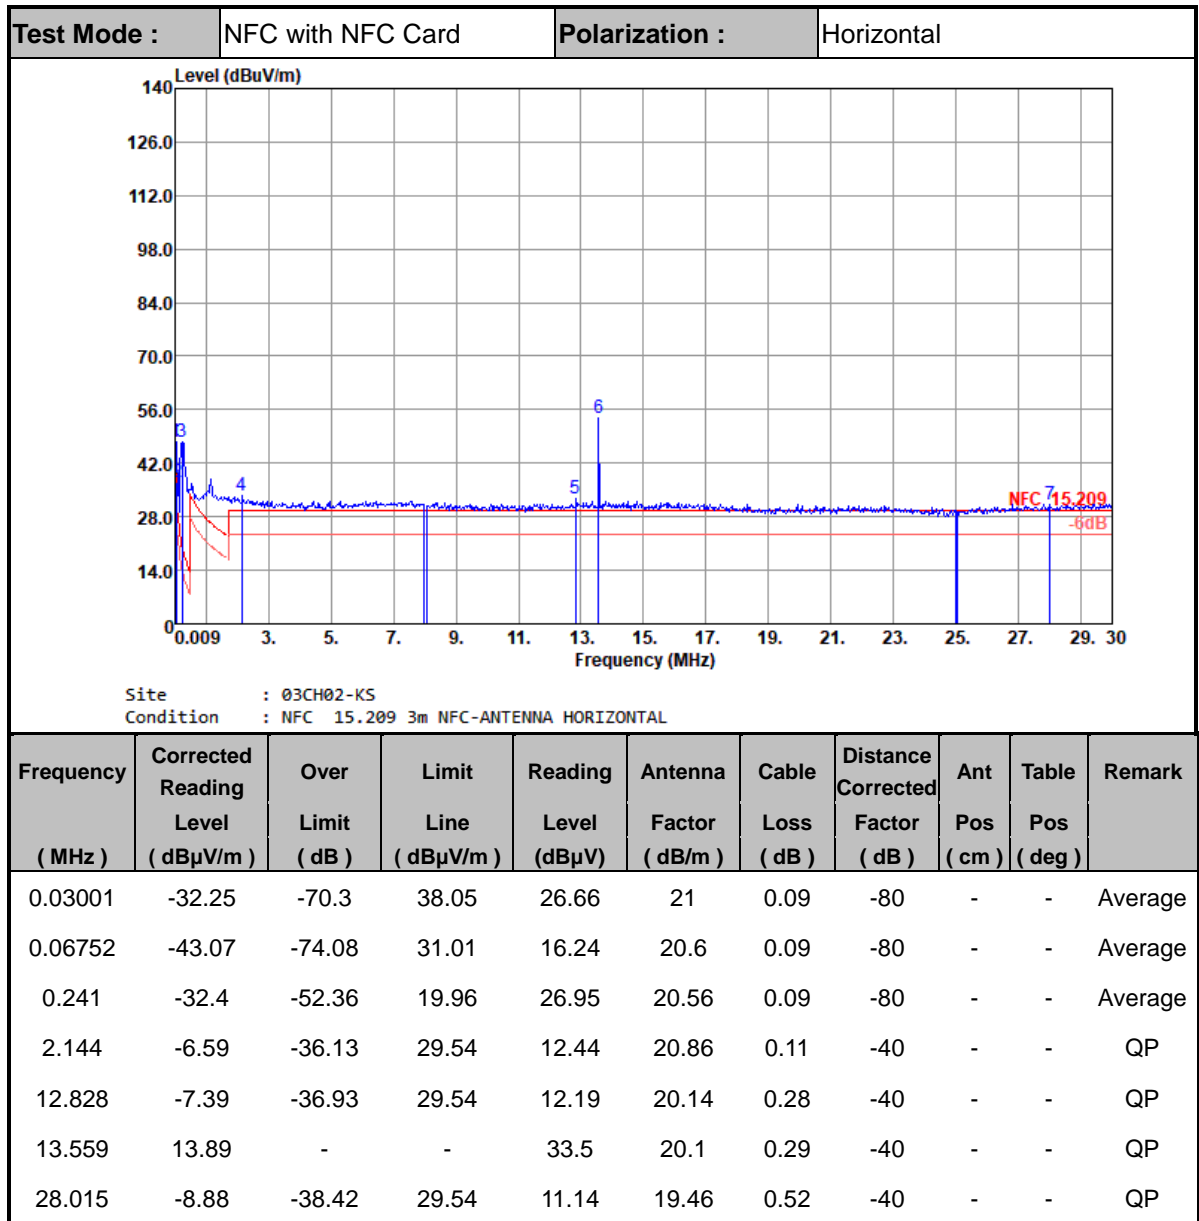 Test Mode : NFC with NFC Card Polarization : Horizontal
Level (dBuV/m)
140
126.0
112.0
98.0
84.0
70.0
56.0
42.0
28.0
14.0
0
3
4
5
6
7
NFC 15.209
-6dB
0.009 3. 5. 7. 9. 11. 13. 15. 17. 19. 21. 23. 25. 27. 29. 30
Frequency (MHz)
Site : 03CH02-KS
Condition : NFC 15.209 3m NFC-ANTENNA HORIZONTAL
Frequency Corrected Reading Over Limit Reading Antenna Cable Distance Corrected Ant Table Remark
Level Limit Line Level Factor Loss Factor Pos Pos
( MHz ) ( dBµV/m ) ( dB ) ( dBµV/m ) (dBµV) ( dB/m ) ( dB ) ( dB ) ( cm ) ( deg )
0.03001 -32.25 -70.3 38.05 26.66 21 0.09 -80 - - Average
0.06752 -43.07 -74.08 31.01 16.24 20.6 0.09 -80 - - Average
0.241 -32.4 -52.36 19.96 26.95 20.56 0.09 -80 - - Average
2.144 -6.59 -36.13 29.54 12.44 20.86 0.11 -40 - - QP
12.828 -7.39 -36.93 29.54 12.19 20.14 0.28 -40 - - QP
13.559 13.89 - - 33.5 20.1 0.29 -40 - - QP
28.015 -8.88 -38.42 29.54 11.14 19.46 0.52 -40 - - QP